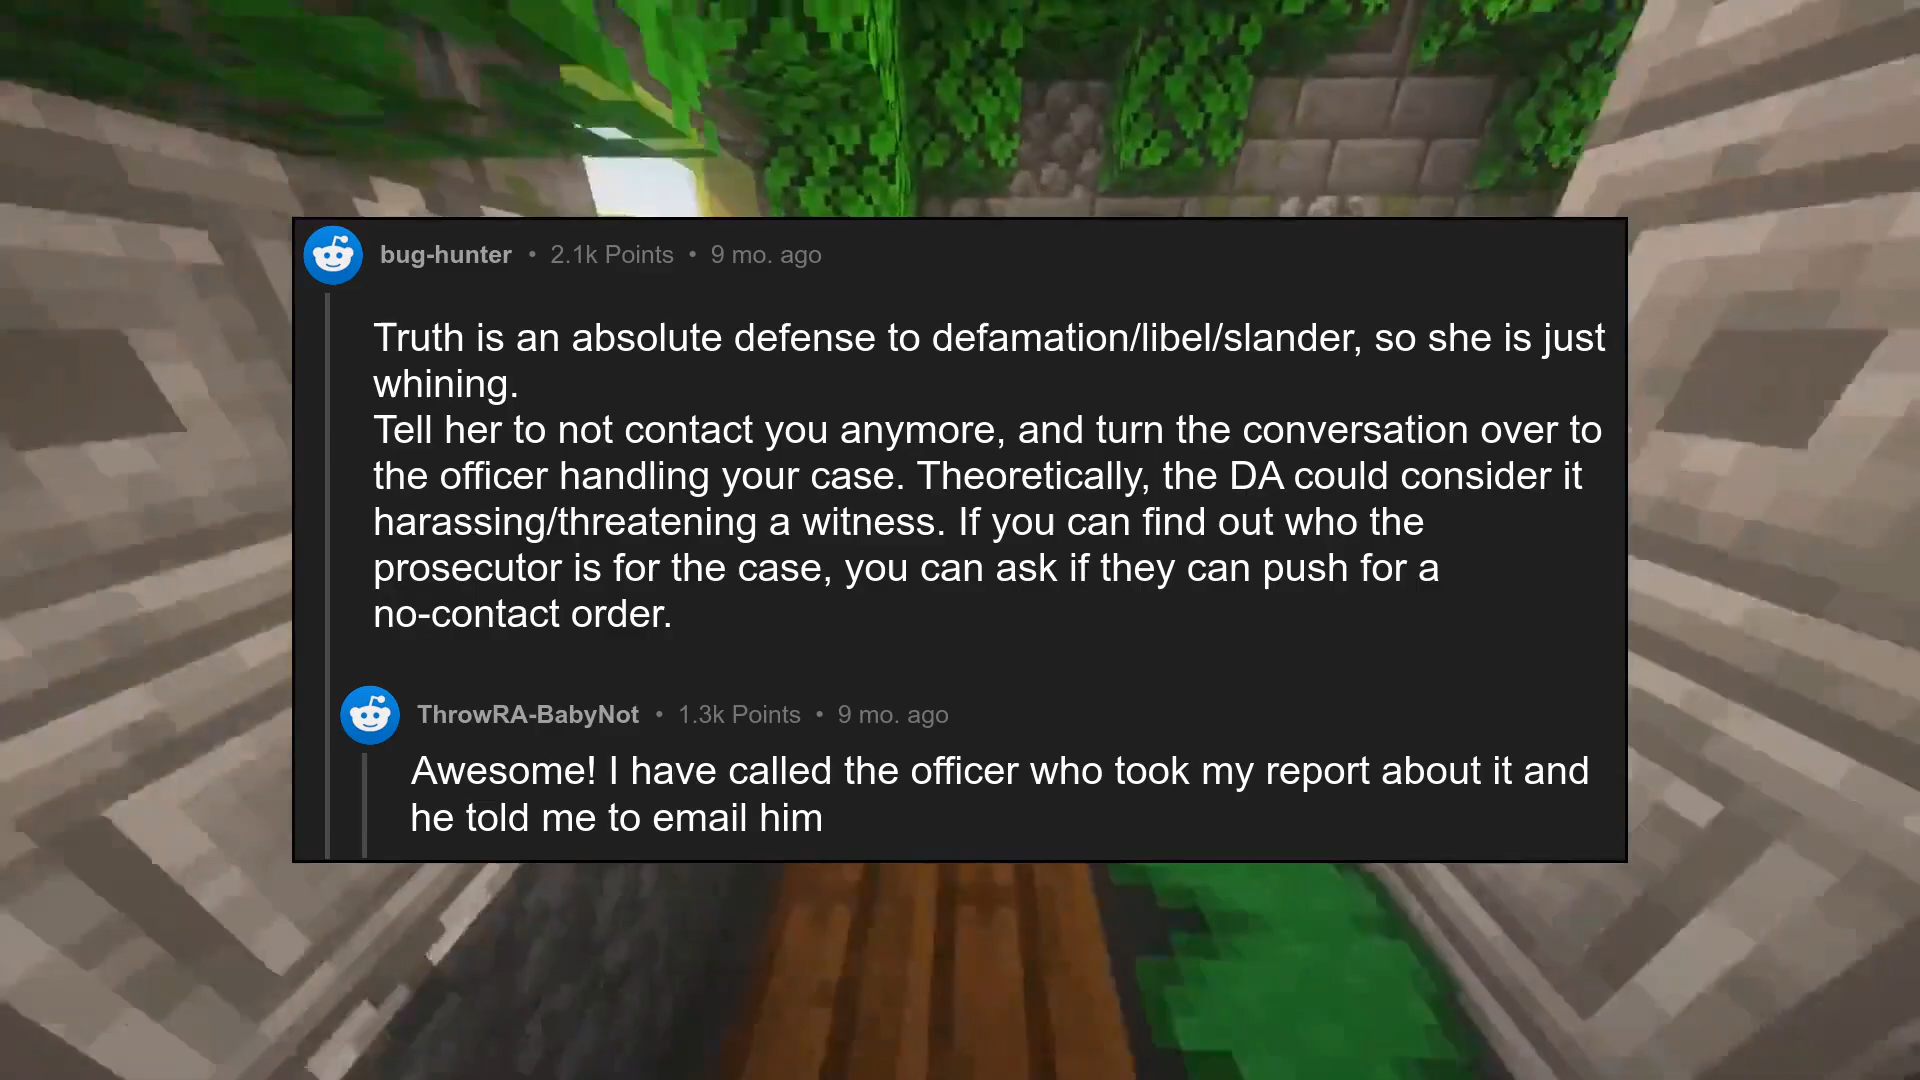 bug-hunter • 2.1k Points • 9 mo. ago
Truth is an absolute defense to defamation/libel/slander, so she is just
whining.
Tell her to not contact you anymore, and turn the conversation over to
the officer handling your case. Theoretically, the DA could consider it
harassing/threatening a witness. If you can find out who the
prosecutor is for the case, you can ask if they can push for a
no-contact order.
ThrowRA-BabyNot • 1.3k Points • 9 mo. ago
Awesome! I have called the officer who took my report about it and
he told me to email him